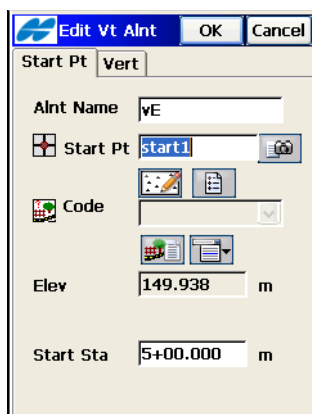 Edit Vt Alnt OK Cancel
Start Pt Vert
Alnt Name vE
Start Pt start1
Code
Elev 149.938 m
Start Sta 5+00.000 m